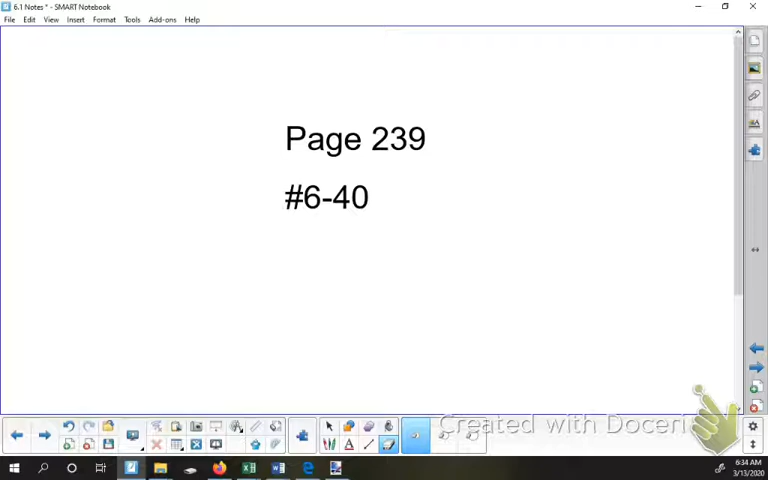 6.1 Notes * - SMART Notebook
File Edit View Insert Format Tools Add-ons Help
Page 239
#6-40
Created with Doceri
6:34 AM
3/13/2020